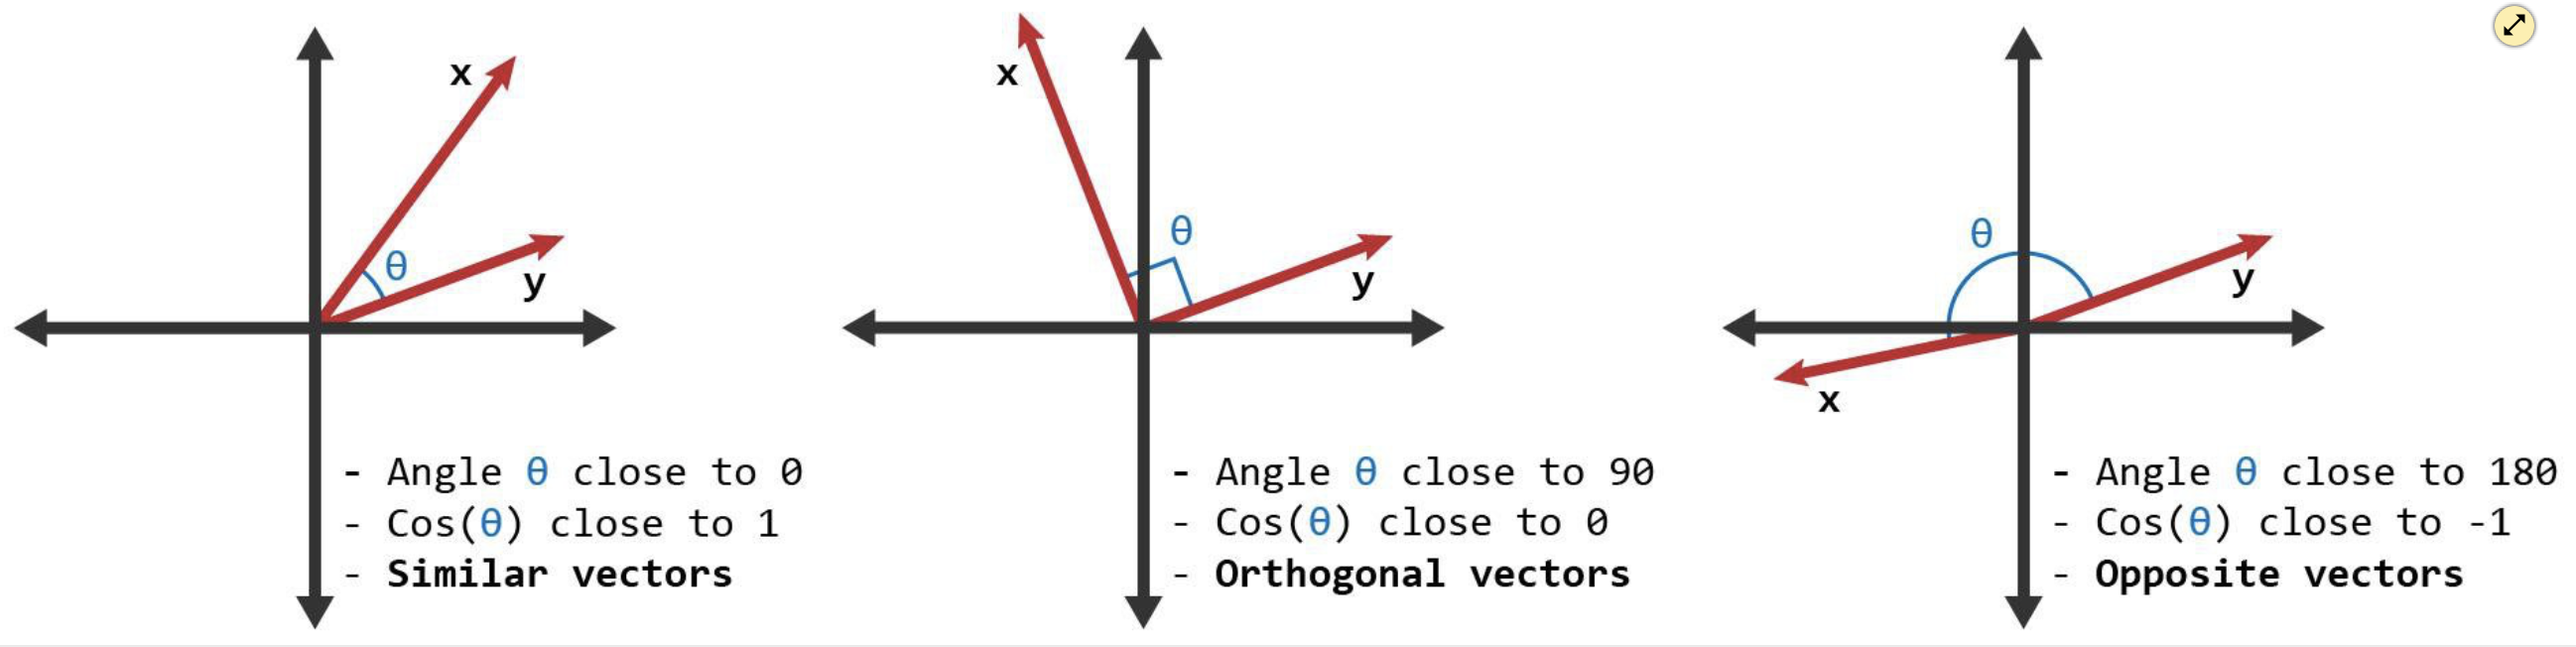 x
θ
y
- Angle θ close to 0
- Cos(θ) close to 1
- Similar vectors
x
θ
y
- Angle θ close to 90
- Cos(θ) close to 0
- Orthogonal vectors
θ
y
x
- Angle θ close to 180
- Cos(θ) close to -1
- Opposite vectors